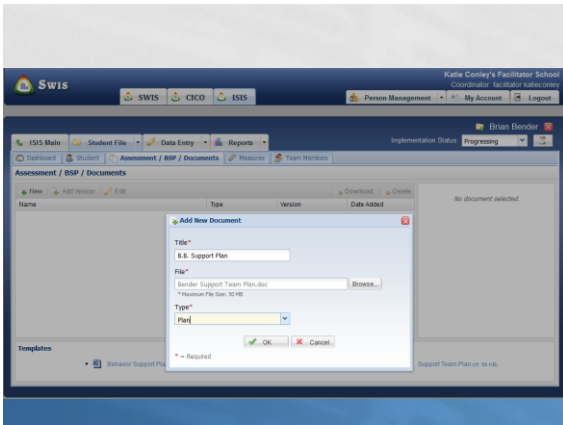 Katie Conley's Facilitator School
Coordinator: facilitator katieconley
SWIS
SWIS CICO ISIS
Person Management My Account Logout
Brian Bender
ISIS Main Student File Data Entry Reports
Implementation Status: Progressing
Dashboard Student Assessment / BSP / Documents Measures Team Members
Assessment / BSP / Documents
New Add Version Edit Download Delete
Name Type Version Date Added
No document selected.
Add New Document
Title*
B.B. Support Plan
File*
Bender Support Team Plan.doc Browse...
* Maximum File Size: 30 MB
Type*
Plan
OK Cancel
* = Required
Templates
Behavior Support Pla
Support Team Plan